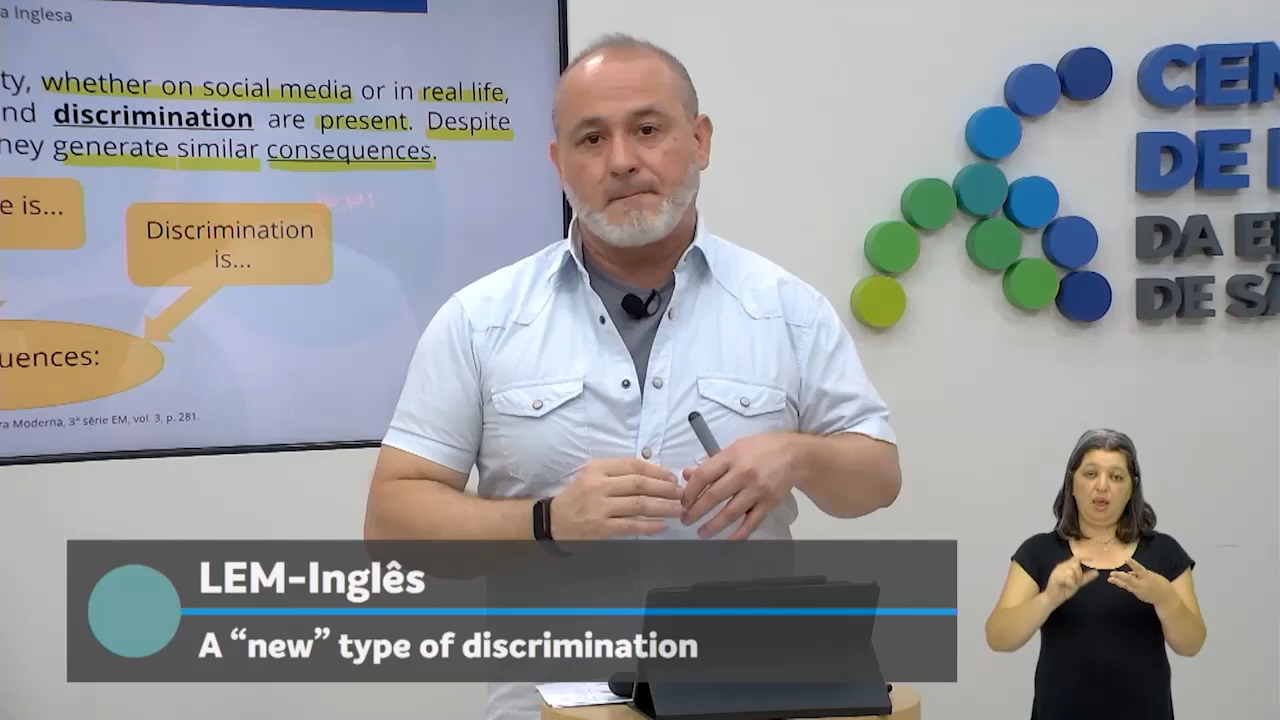 a Inglesa
ty, whether on social media or in real life,
nd discrimination are present. Despite
hey generate similar consequences.
e is...
Discrimination
is...
uences:
ra Moderna, 3ª série EM, vol. 3, p. 281.
CEN
DE
DA E
DE SÃ
LEM-Inglês
A “new” type of discrimination